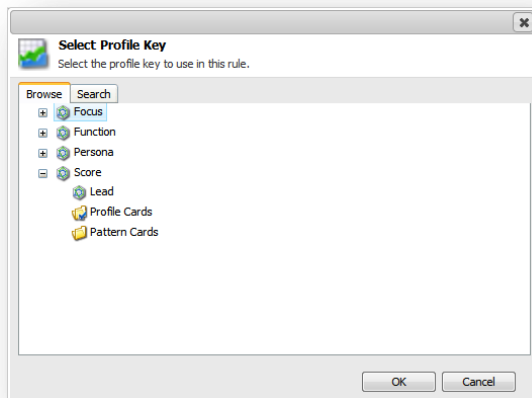 Select Profile Key
Select the profile key to use in this rule.
Browse Search
Focus
Function
Persona
Score
Lead
Profile Cards
Pattern Cards
OK Cancel